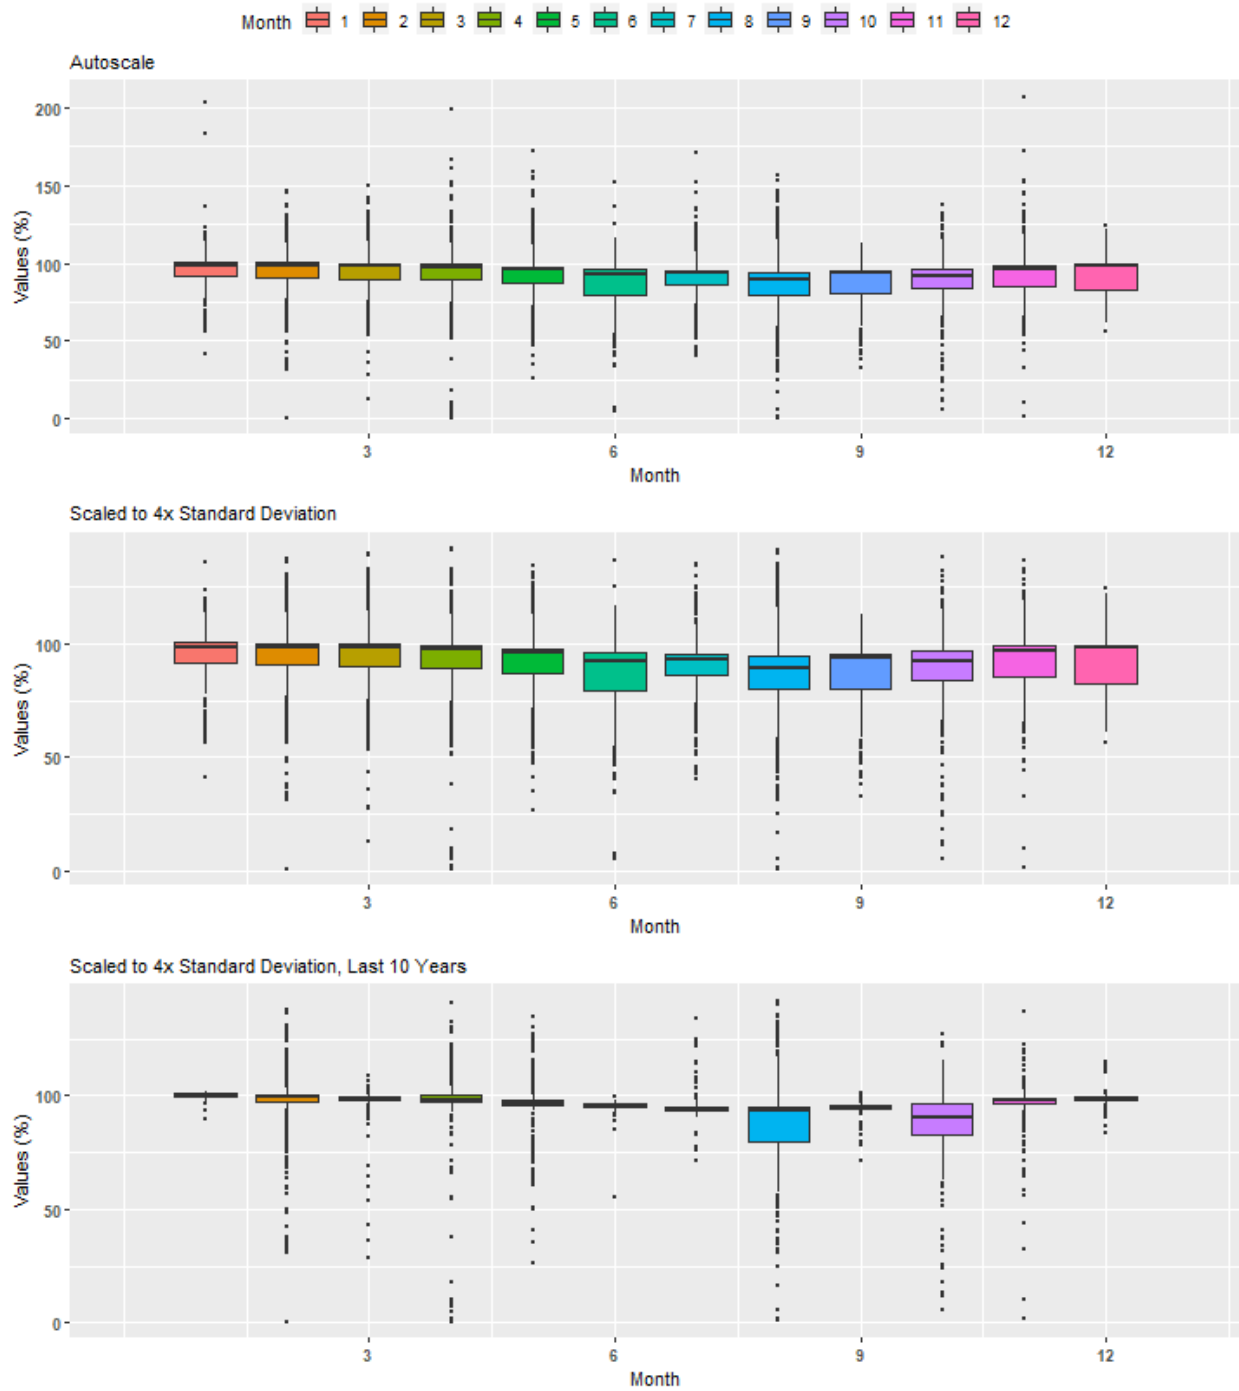 Month 1 2 3 4 5 6 7 8 9 10 11 12
Autoscale
Values (%)
200
150
100
50
0
3 6 9 12
Month
Scaled to 4x Standard Deviation
Values (%)
100
50
0
3 6 9 12
Month
Scaled to 4x Standard Deviation, Last 10 Years
Values (%)
100
50
0
3 6 9 12
Month